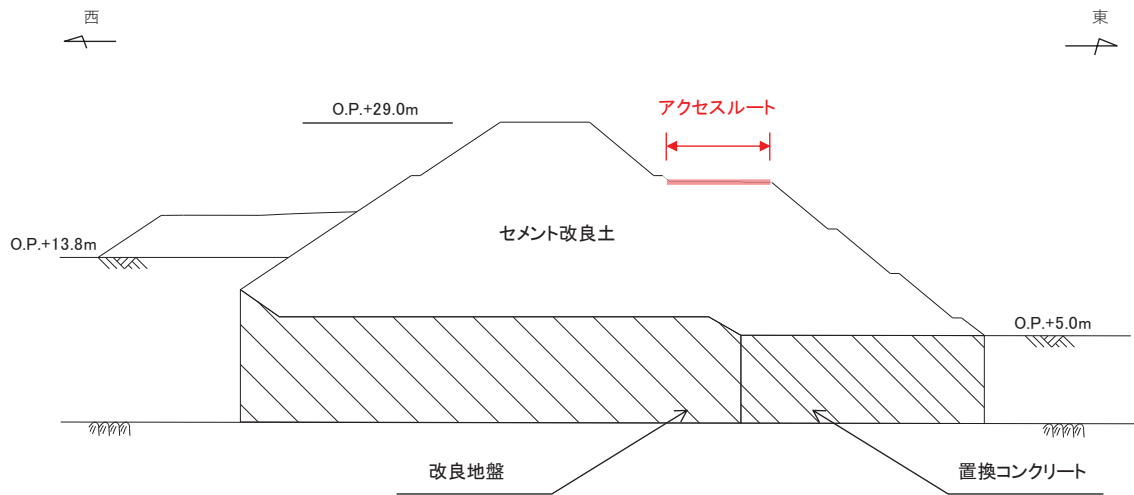 西
東
O.P.+29.0m
アクセスルート
セメント改良土
O.P.+13.8m
O.P.+5.0m
改良地盤
置換コンクリート